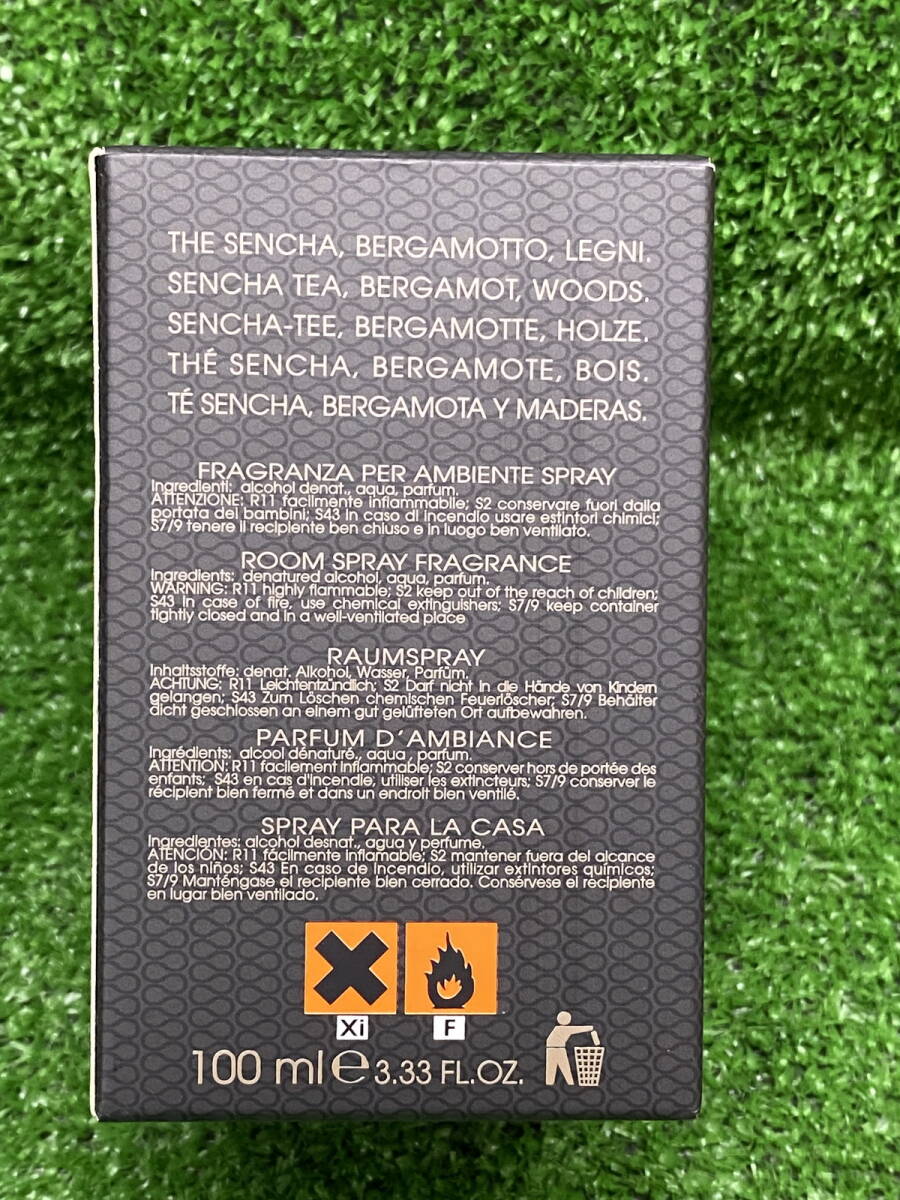 THE SENCHA, BERGAMOTTO, LEGNI.
SENCHA TEA, BERGAMOT, WOODS.
SENCHA-TEE, BERGAMOTTE, HOLZE.
THÉ SENCHA, BERGAMOTE, BOIS.
TÉ SENCHA, BERGAMOTA Y MADERAS.
FRAGRANZA PER AMBIENTE SPRAY
Ingredienti: alcohol denat., aqua, parfum.
ATTENZIONE: R11 facilmente infiammabile; S2 conservare fuori dalla
portata dei bambini; S43 In caso di incendio usare estintori chimici;
S7/9 tenere il recipiente ben chiuso e in luogo ben ventilato.
ROOM SPRAY FRAGRANCE
Ingredients: denatured alcohol, aqua, parfum.
WARNING: R11 highly flammable; S2 keep out of the reach of children;
S43 In case of fire, use chemical extinguishers; S7/9 keep container
tightly closed and in a well-ventilated place
RAUMSPRAY
Inhaltsstoffe: denat. Alkohol, Wasser, Parfüm.
ACHTUNG: R11 Leichtentzündlich; S2 Darf nicht in die Hände von Kindern
gelangen; S43 Zum Löschen chemischen Feuerlöscher; S7/9 Behälter
dicht geschlossen an einem gut gelüfteten Ort aufbewahren.
PARFUM D´AMBIANCE
Ingrédients: alcool dénaturé., aqua, parfum.
ATTENTION: R11 facilement inflammable; S2 conserver hors de portée des
enfants; S43 en cas d'incendie, utiliser les extincteurs; S7/9 conserver le
récipient bien fermé et dans un endroit bien ventilé.
SPRAY PARA LA CASA
Ingredientes: alcohol desnat., agua y perfume.
ATENCIÓN: R11 fácilmente inflamable; S2 mantener fuera del alcance
de los niños; S43 En caso de incendio, utilizar extintores químicos;
S7/9 Manténgase el recipiente bien cerrado. Consérvese el recipiente
en lugar bien ventilado.
Xi F
100 ml e 3.33 FL.OZ.